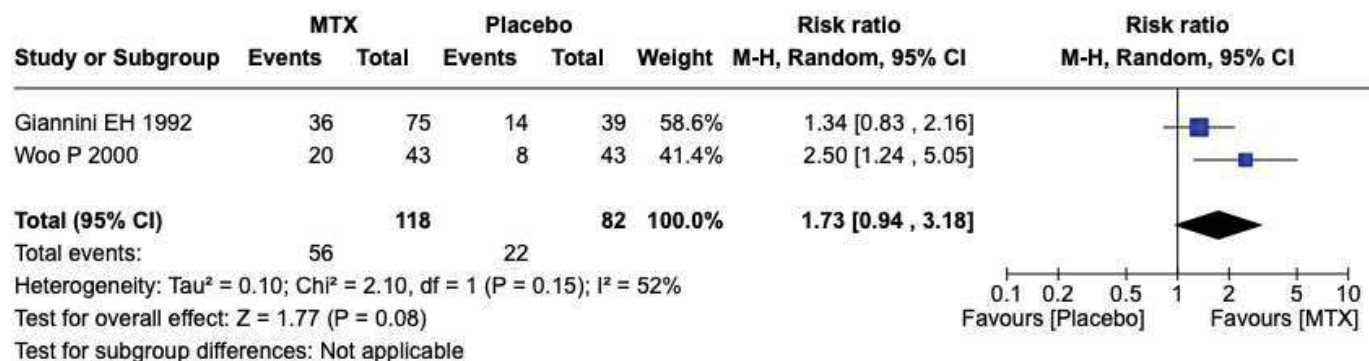 MTX Placebo Risk ratio Risk ratio
Study or Subgroup Events Total Events Total Weight M-H, Random, 95% CI M-H, Random, 95% CI
Giannini EH 1992 36 75 14 39 58.6% 1.34 [0.83 , 2.16]
Woo P 2000 20 43 8 43 41.4% 2.50 [1.24 , 5.05]
Total (95% CI) 118 82 100.0% 1.73 [0.94 , 3.18]
Total events: 56 22
Heterogeneity: Tau² = 0.10; Chi² = 2.10, df = 1 (P = 0.15); I² = 52%
0.1 0.2 0.5 1 2 5 10
Test for overall effect: Z = 1.77 (P = 0.08)
Favours [Placebo] Favours [MTX]
Test for subgroup differences: Not applicable